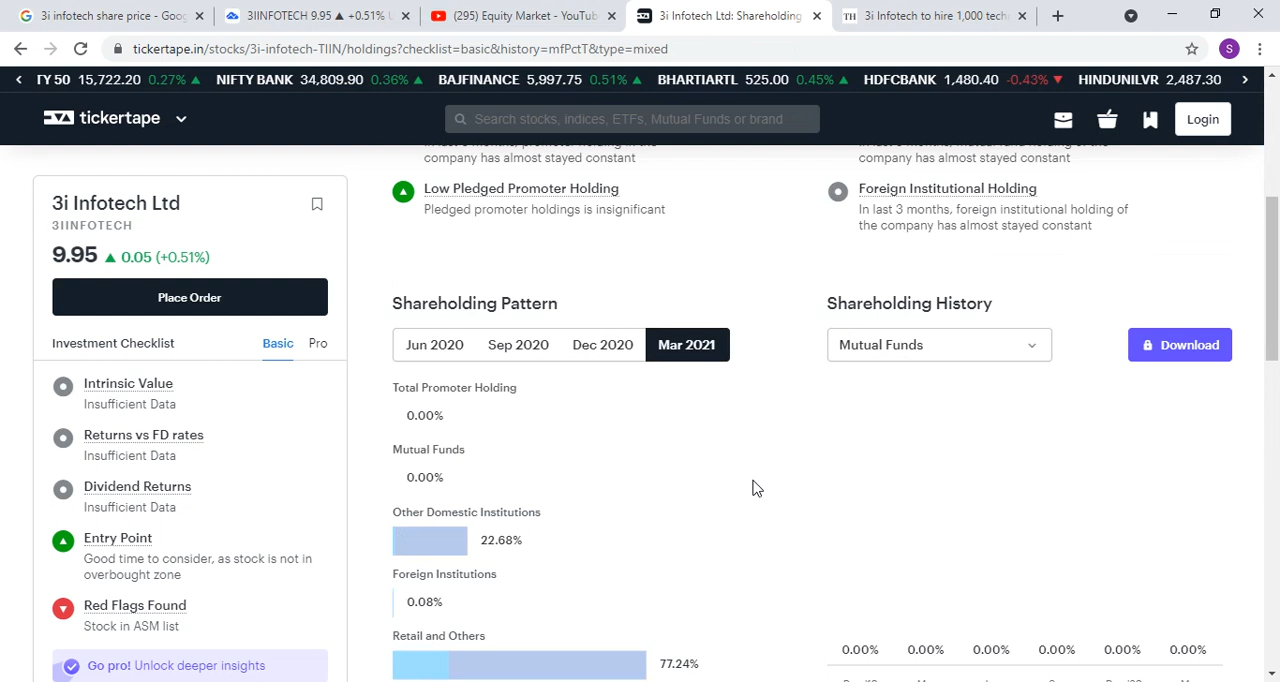 3i infotech share price - Goog
3IINFOTECH 9.95 ▲ +0.51% U
(295) Equity Market - YouTube
3i Infotech Ltd: Shareholding
3i Infotech to hire 1,000 tech
tickertape.in/stocks/3i-infotech-TIIN/holdings?checklist=basic&history=mfPctT&type=mixed
S
TY 50 15,722.20 0.27% ▲ NIFTY BANK 34,809.90 0.36% ▲ BAJFINANCE 5,997.75 0.51% ▲ BHARTIARTL 525.00 0.45% ▲ HDFCBANK 1,480.40 -0.43% ▼ HINDUNILVR 2,487.30
tickertape
Search stocks, indices, ETFs, Mutual Funds or brand
Login
company has almost stayed constant
company has almost stayed constant
Low Pledged Promoter Holding
Pledged promoter holdings is insignificant
Foreign Institutional Holding
In last 3 months, foreign institutional holding of
the company has almost stayed constant
3i Infotech Ltd
3IINFOTECH
9.95 ▲ 0.05 (+0.51%)
Place Order
Investment Checklist
Basic
Pro
Intrinsic Value
Insufficient Data
Returns vs FD rates
Insufficient Data
Dividend Returns
Insufficient Data
Entry Point
Good time to consider, as stock is not in
overbought zone
Red Flags Found
Stock in ASM list
Go pro! Unlock deeper insights
Shareholding Pattern
Jun 2020
Sep 2020
Dec 2020
Mar 2021
Total Promoter Holding
0.00%
Mutual Funds
0.00%
Other Domestic Institutions
22.68%
Foreign Institutions
0.08%
Retail and Others
77.24%
Shareholding History
Mutual Funds
Download
0.00% 0.00% 0.00% 0.00% 0.00% 0.00%